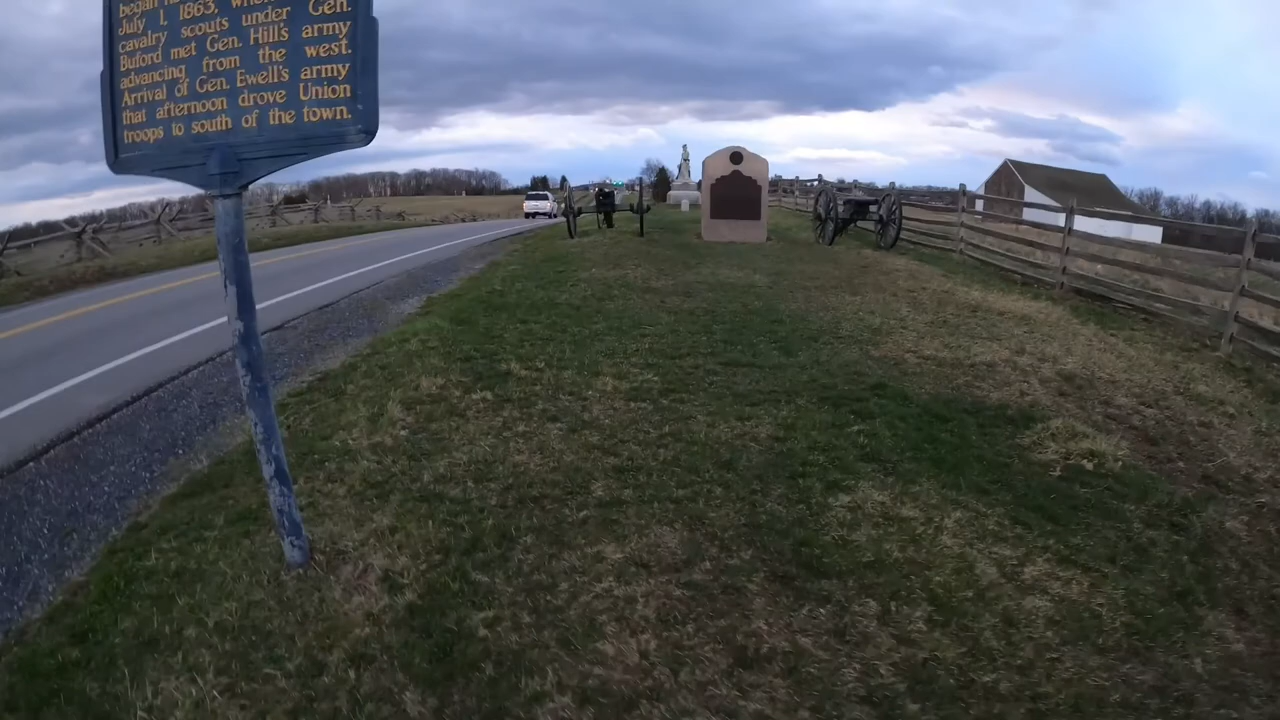 began
July 1, 1863, when
cavalry scouts under Gen.
Buford met Gen. Hill's army
advancing from the west.
Arrival of Gen. Ewell's army
that afternoon drove Union
troops to south of the town.